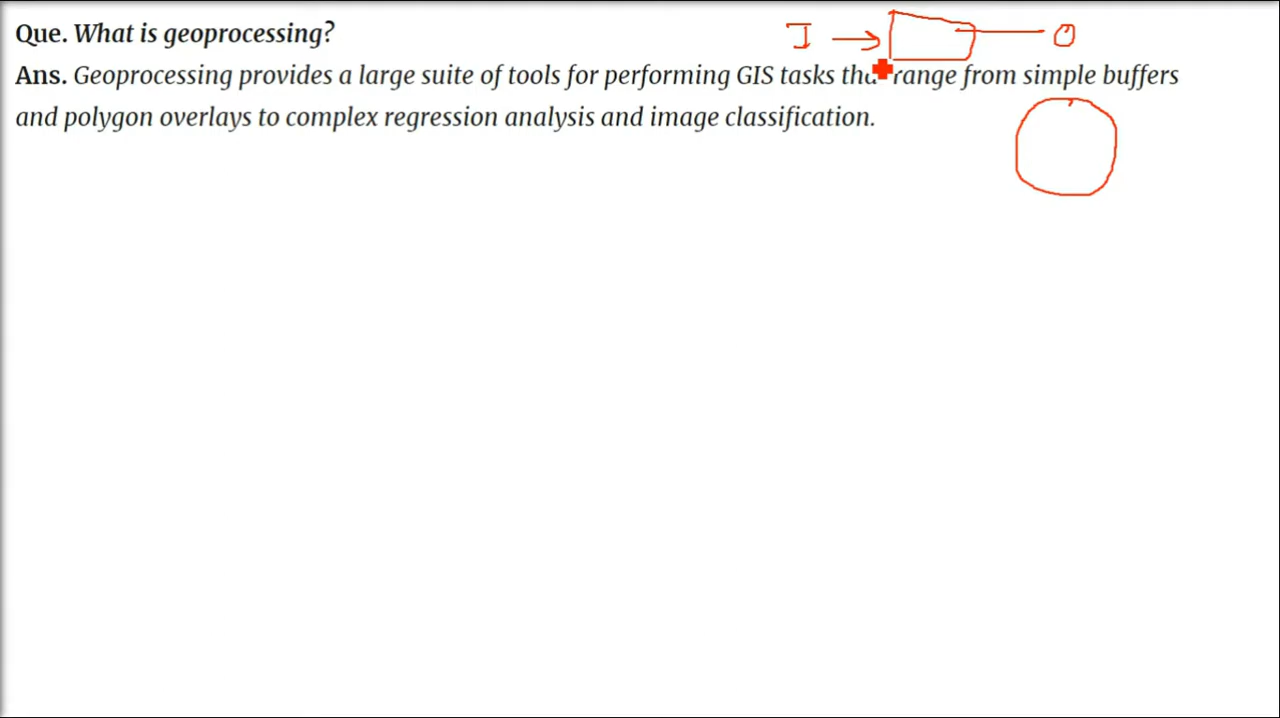 Que. What is geoprocessing?
I O
Ans. Geoprocessing provides a large suite of tools for performing GIS tasks range from simple buffers
and polygon overlays to complex regression analysis and image classification.